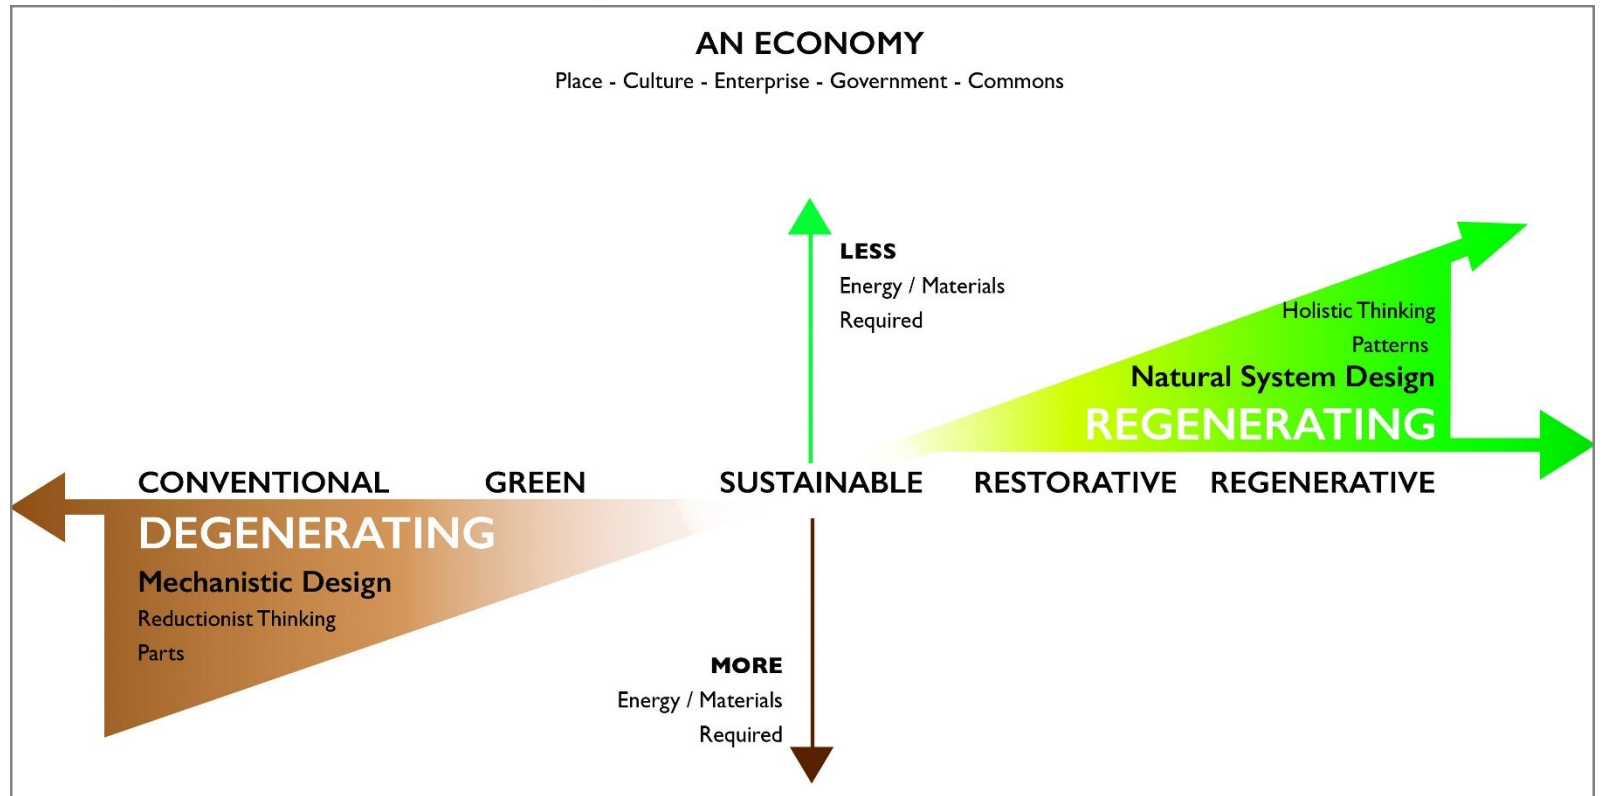 AN ECONOMY
Place - Culture - Enterprise - Government - Commons
LESS
Energy / Materials
Required
Holistic Thinking
Patterns
Natural System Design
REGENERATING
CONVENTIONAL GREEN SUSTAINABLE RESTORATIVE REGENERATIVE
DEGENERATING
Mechanistic Design
Reductionist Thinking
Parts
MORE
Energy / Materials
Required